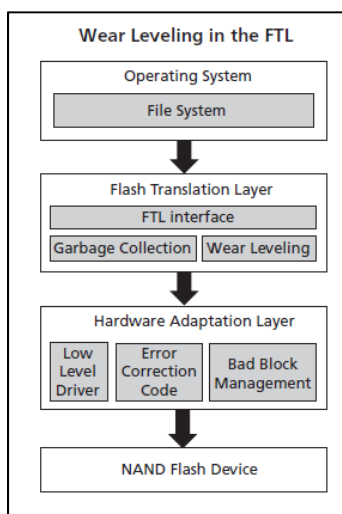 Wear Leveling in the FTL
Operating System
File System
Flash Translation Layer
FTL interface
Garbage Collection
Wear Leveling
Hardware Adaptation Layer
Low
Level
Driver
Error
Correction
Code
Bad Block
Management
NAND Flash Device